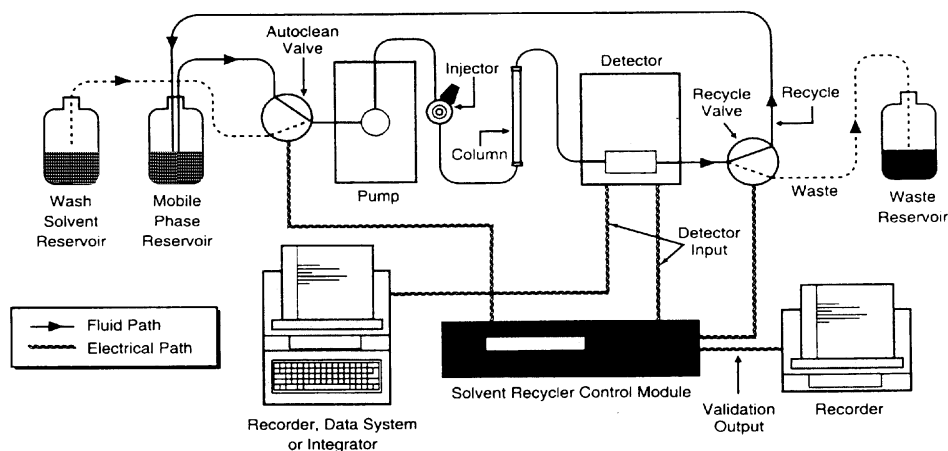 Autoclean
Valve
Injector
Detector
Recycle
Valve
Recycle
Column
Pump
Waste
Wash
Solvent
Reservoir
Mobile
Phase
Reservoir
Waste
Reservoir
Detector
Input
Fluid Path
Electrical Path
Solvent Recycler Control Module
Recorder, Data System
or Integrator
Validation
Output
Recorder